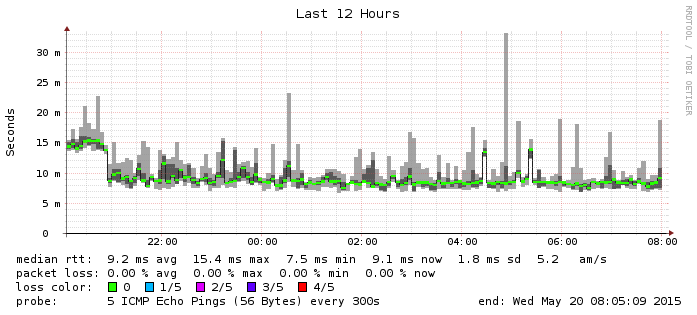 Last 12 Hours
RRDTOOL / TOBI OETIKER
Seconds
30 m
25 m
20 m
15 m
10 m
5 m
0
22:00 00:00 02:00 04:00 06:00 08:00
median rtt: 9.2 ms avg 15.4 ms max 7.5 ms min 9.1 ms now 1.8 ms sd 5.2 am/s
packet loss: 0.00 % avg 0.00 % max 0.00 % min 0.00 % now
loss color: 0 1/5 2/5 3/5 4/5
probe: 5 ICMP Echo Pings (56 Bytes) every 300s end: Wed May 20 08:05:09 2015